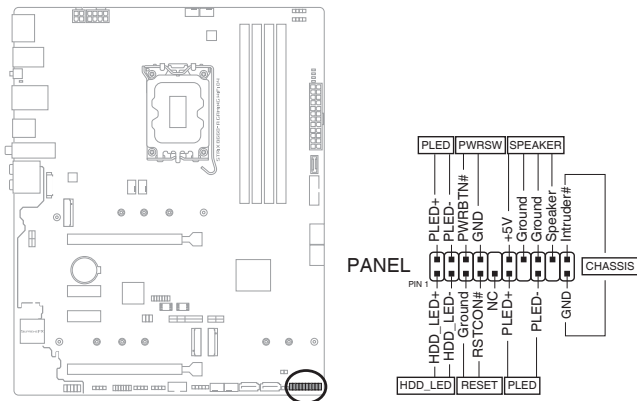 PLED PWRSW SPEAKER
PLED+
PLED-
PWRBTN#
GND
+5V
Ground
Ground
Speaker
Intruder#
PANEL
PIN 1
CHASSIS
HDD_LED+
HDD_LED-
Ground
RSTCON#
NC
PLED+
PLED-
GND
HDD_LED RESET PLED